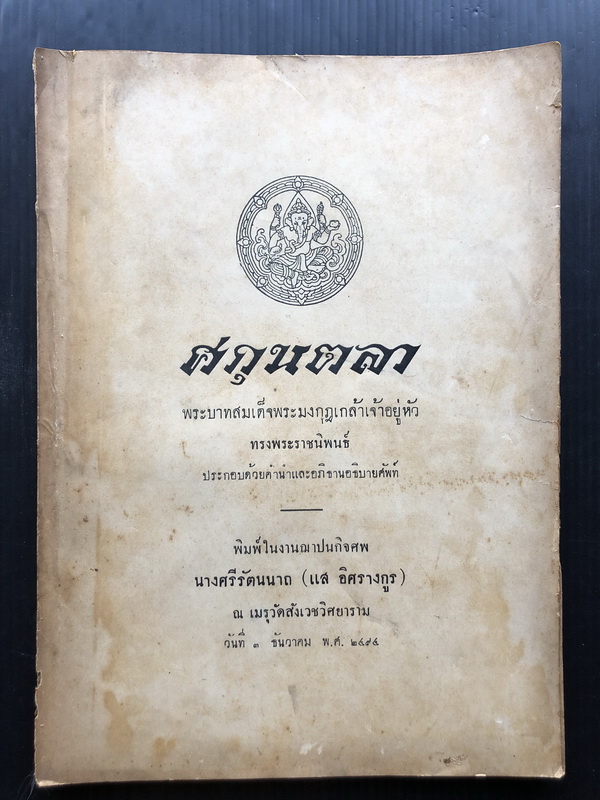 ศกุนตลา
พระบาทสมเด็จพระมงกุฎเกล้าเจ้าอยู่หัว
ทรงพระราชนิพนธ์
ประกอบด้วยคำนำและอภิธานอธิบายศัพท์
พิมพ์ในงานฌาปนกิจศพ
นางศรีรัตนนาถ (แส อิศรางกูร)
ณ เมรุวัดสังเวชวิศยาราม
วันที่ ๓ ธันวาคม พ.ศ. ๒๔๙๔